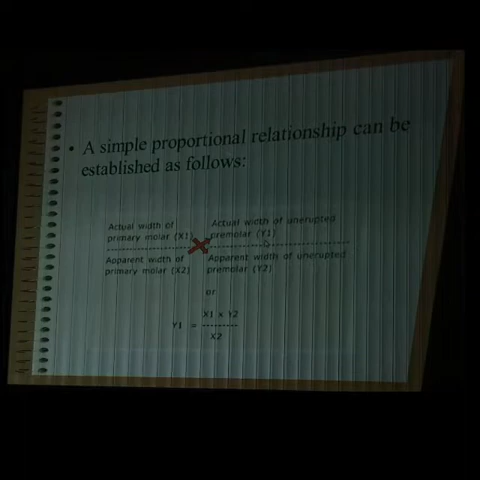 • A simple proportional relationship can be
established as follows:
Actual width of
primary molar (X1)
Actual width of unerupted
premolar (Y1)
Apparent width of
primary molar (X2)
Apparent width of unerupted
premolar (Y2)
or
Y1 = X1 x Y2
--------
X2